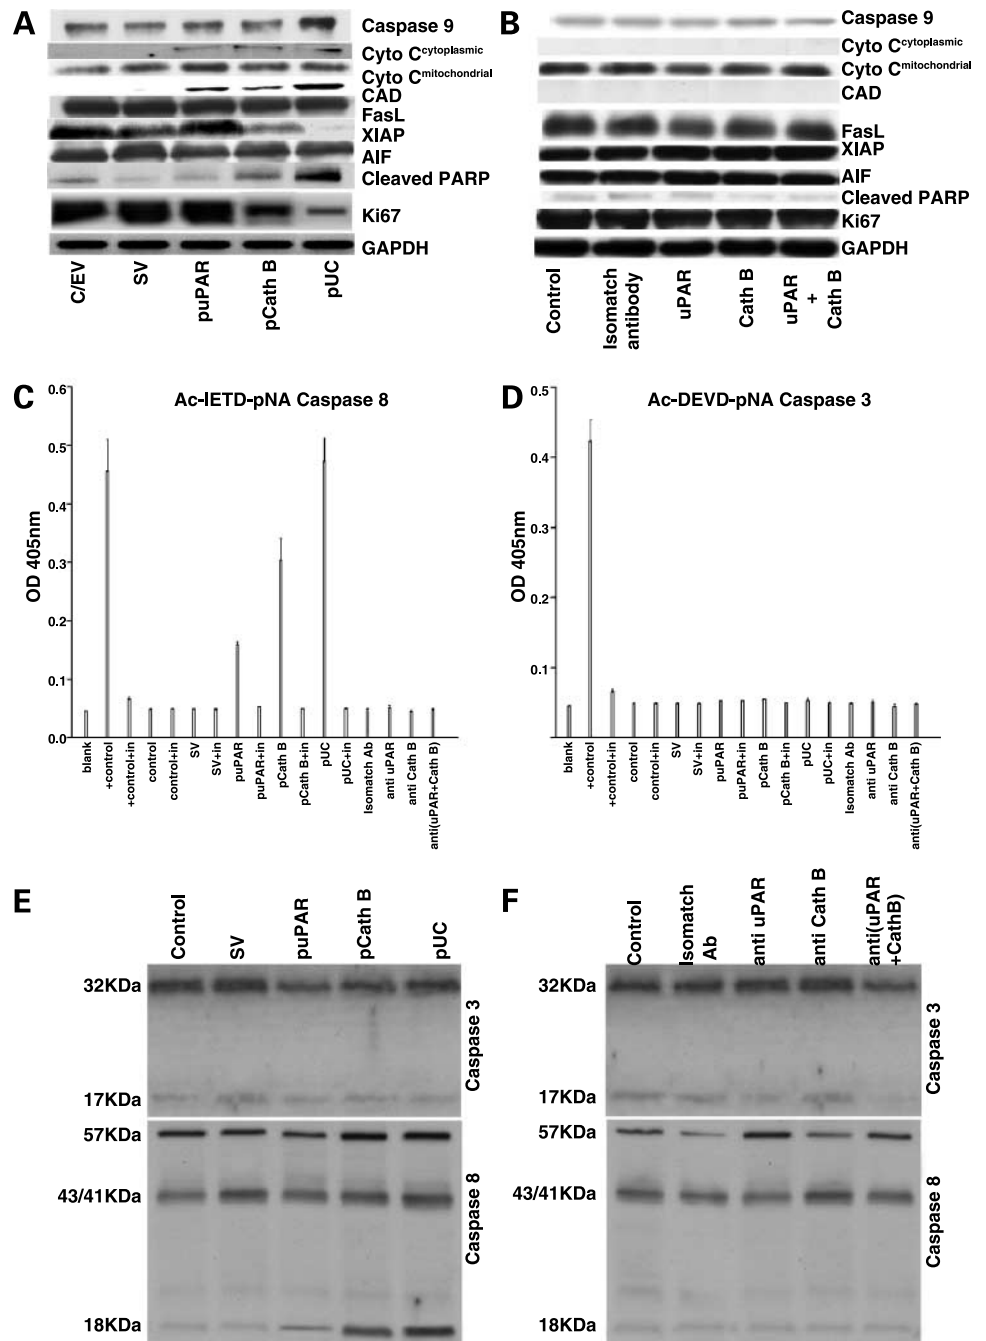 A
Caspase 9
Cyto Ccytoplasmic
Cyto Cmitochondrial
CAD
FasL
XIAP
AIF
Cleaved PARP
Ki67
GAPDH
C/EV
SV
puPAR
pCath B
pUC
B
Caspase 9
Cyto Ccytoplasmic
Cyto Cmitochondrial
CAD
FasL
XIAP
AIF
Cleaved PARP
Ki67
GAPDH
Control
Isomatch
antibody
uPAR
Cath B
uPAR
+
Cath B
C
Ac-IETD-pNA Caspase 8
OD 405nm
0.6
0.5
0.4
0.3
0.2
0.1
0.0
blank
+control
+control+in
control
control+in
SV
SV+in
puPAR
puPAR+in
pCath B
pCath B+in
pUC
pUC+in
Isomatch Ab
anti uPAR
anti Cath B
anti(uPAR+Cath B)
D
Ac-DEVD-pNA Caspase 3
OD 405nm
0.5
0.4
0.3
0.2
0.1
blank
+control
+control+in
control
control+in
SV
SV+in
puPAR
puPAR+in
pCath B
pCath B+in
pUC
pUC+in
Isomatch Ab
anti uPAR
anti Cath B
anti(uPAR+Cath B)
E
Control
SV
puPAR
pCath B
pUC
32KDa
17KDa
Caspase 3
57KDa
43/41KDa
18KDa
Caspase 8
F
Control
Isomatch
Ab
anti uPAR
anti Cath B
anti(uPAR
+CathB)
32KDa
17KDa
Caspase 3
57KDa
43/41KDa
18KDa
Caspase 8